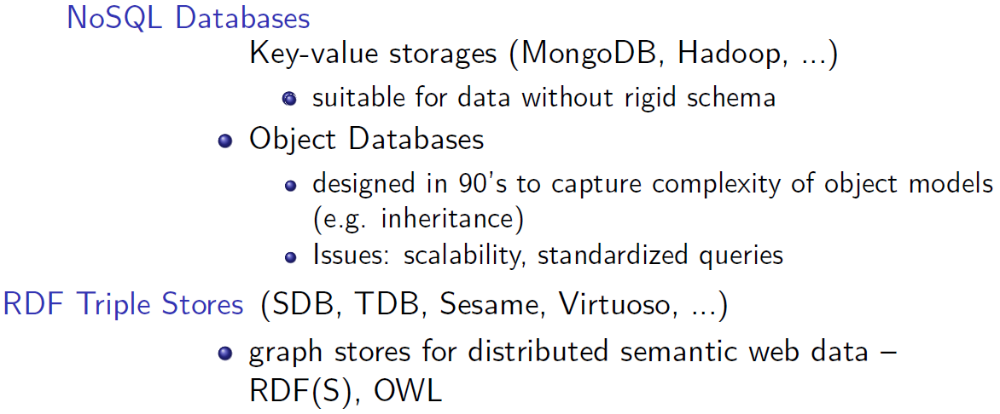 NoSQL Databases
Key-value storages (MongoDB, Hadoop, ...)
suitable for data without rigid schema
Object Databases
designed in 90's to capture complexity of object models
(e.g. inheritance)
Issues: scalability, standardized queries
RDF Triple Stores (SDB, TDB, Sesame, Virtuoso, ...)
graph stores for distributed semantic web data –
RDF(S), OWL